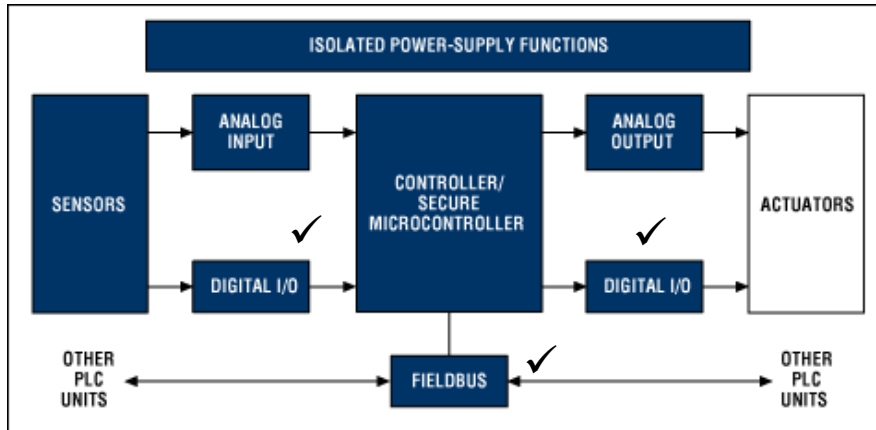 ISOLATED POWER-SUPPLY FUNCTIONS
SENSORS
ANALOG
INPUT
CONTROLLER/
SECURE
MICROCONTROLLER
ANALOG
OUTPUT
ACTUATORS
DIGITAL I/O
DIGITAL I/O
OTHER
PLC
UNITS
FIELDBUS
OTHER
PLC
UNITS